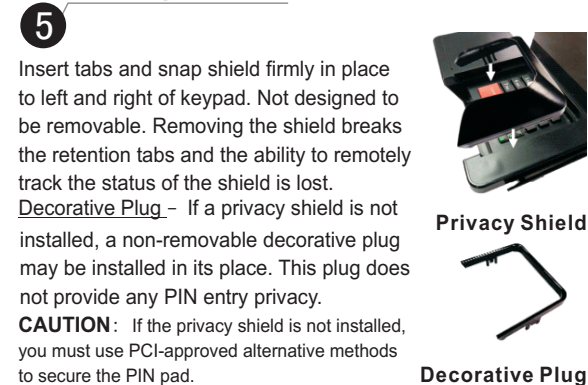 5
Insert tabs and snap shield firmly in place
to left and right of keypad. Not designed to
be removable. Removing the shield breaks
the retention tabs and the ability to remotely
track the status of the shield is lost.
Decorative Plug – If a privacy shield is not
installed, a non-removable decorative plug
may be installed in its place. This plug does
not provide any PIN entry privacy.
CAUTION: If the privacy shield is not installed,
you must use PCI-approved alternative methods
to secure the PIN pad.
Privacy Shield
Decorative Plug